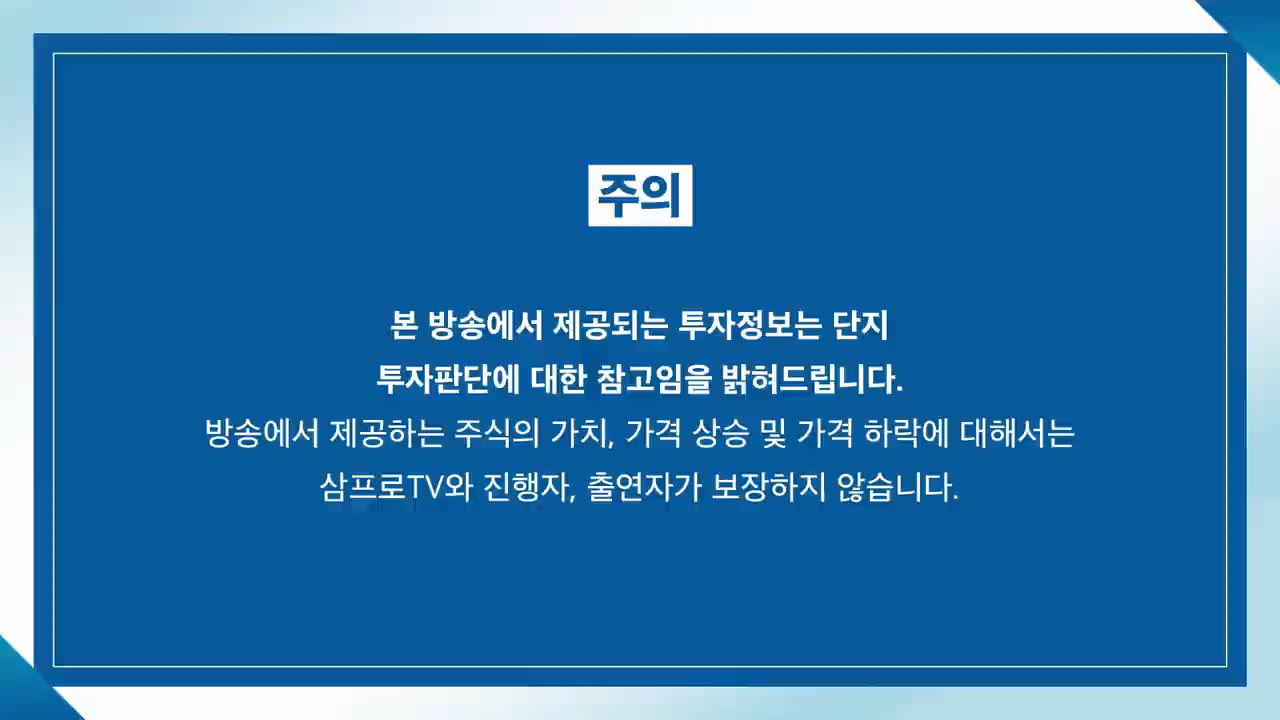 주의
본 방송에서 제공되는 투자정보는 단지
투자판단에 대한 참고임을 밝혀드립니다.
방송에서 제공하는 주식의 가치, 가격 상승 및 가격 하락에 대해서는
삼프로TV와 진행자, 출연자가 보장하지 않습니다.